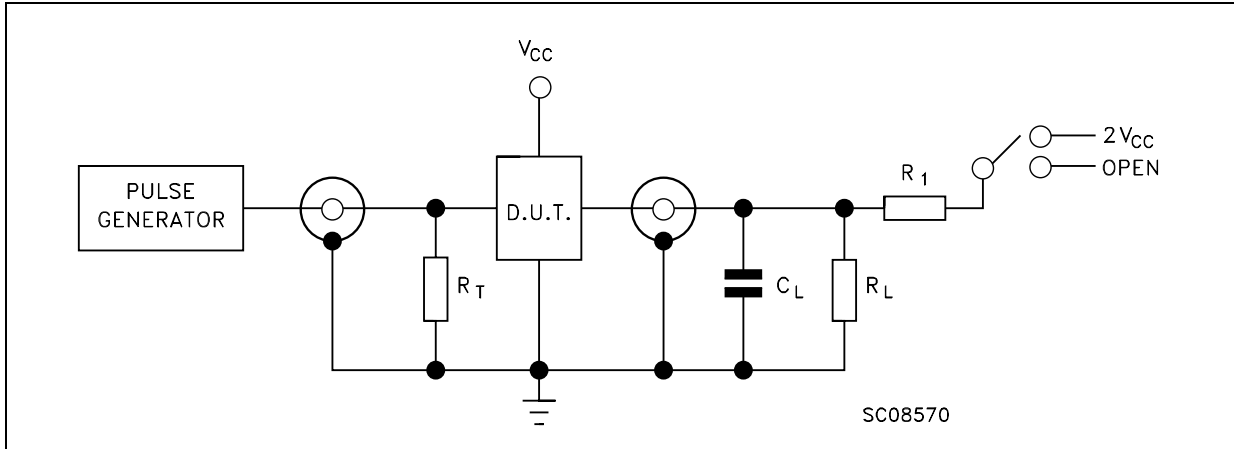 VCC
PULSE
GENERATOR
D.U.T.
RT
CL
RL
R1
2VCC
OPEN
SC08570